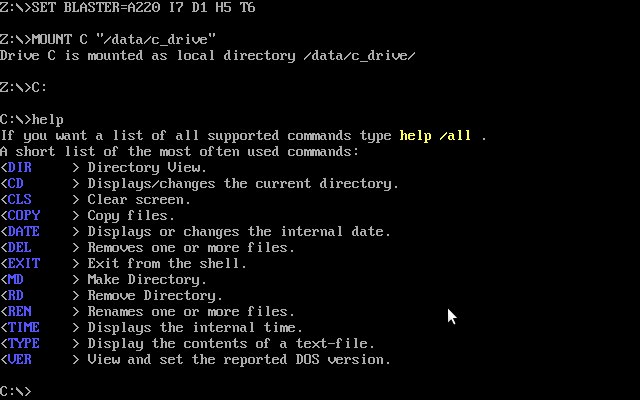 Z:\>SET BLASTER=A220 I7 D1 H5 T6
Z:\>MOUNT C "/data/c_drive"
Drive C is mounted as local directory /data/c_drive/
Z:\>C:
C:\>help
If you want a list of all supported commands type help /all .
A short list of the most often used commands:
<DIR     > Directory View.
<CD      > Displays/changes the current directory.
<CLS     > Clear screen.
<COPY    > Copy files.
<DATE    > Displays or changes the internal date.
<DEL     > Removes one or more files.
<EXIT    > Exit from the shell.
<MD      > Make Directory.
<RD      > Remove Directory.
<REN     > Renames one or more files.
<TIME    > Displays the internal time.
<TYPE    > Display the contents of a text-file.
<VER     > View and set the reported DOS version.
C:\>